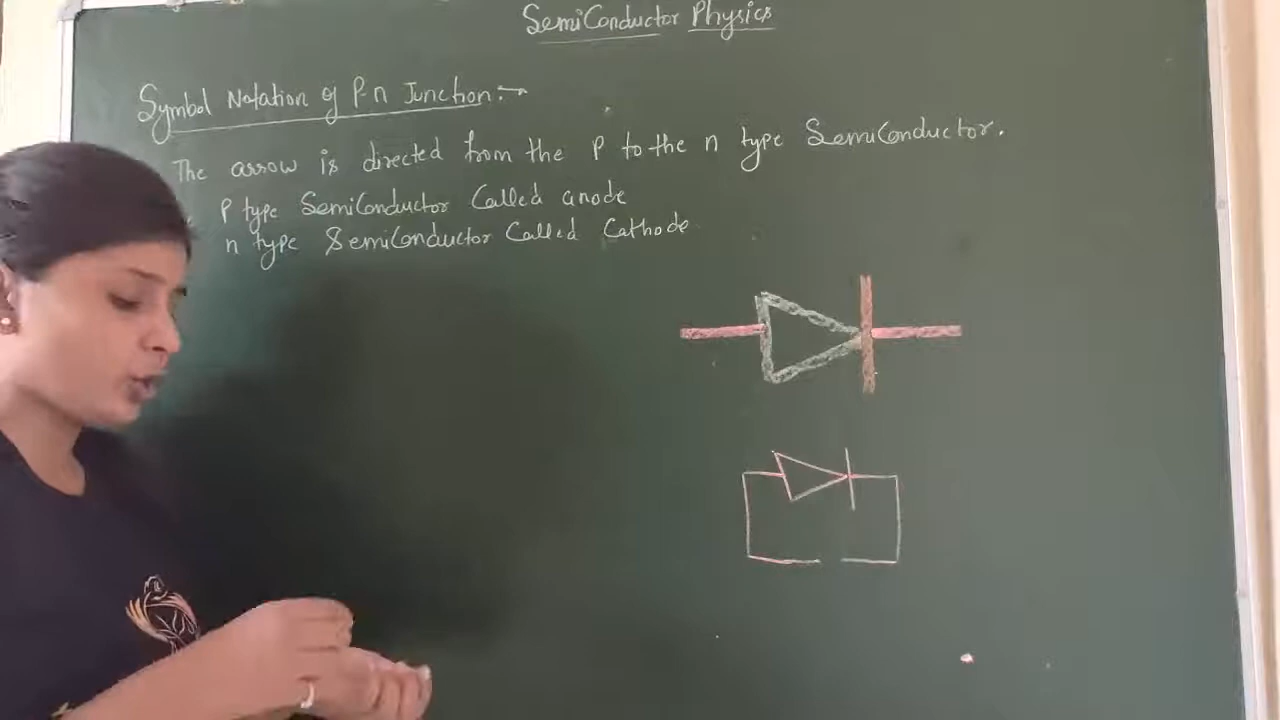 SemiConductor Physics
Symbol Notation of P-n Junction:-
The arrow is directed from the P to the n type SemiConductor.
P type SemiConductor Called anode
n type SemiConductor Called Cathode